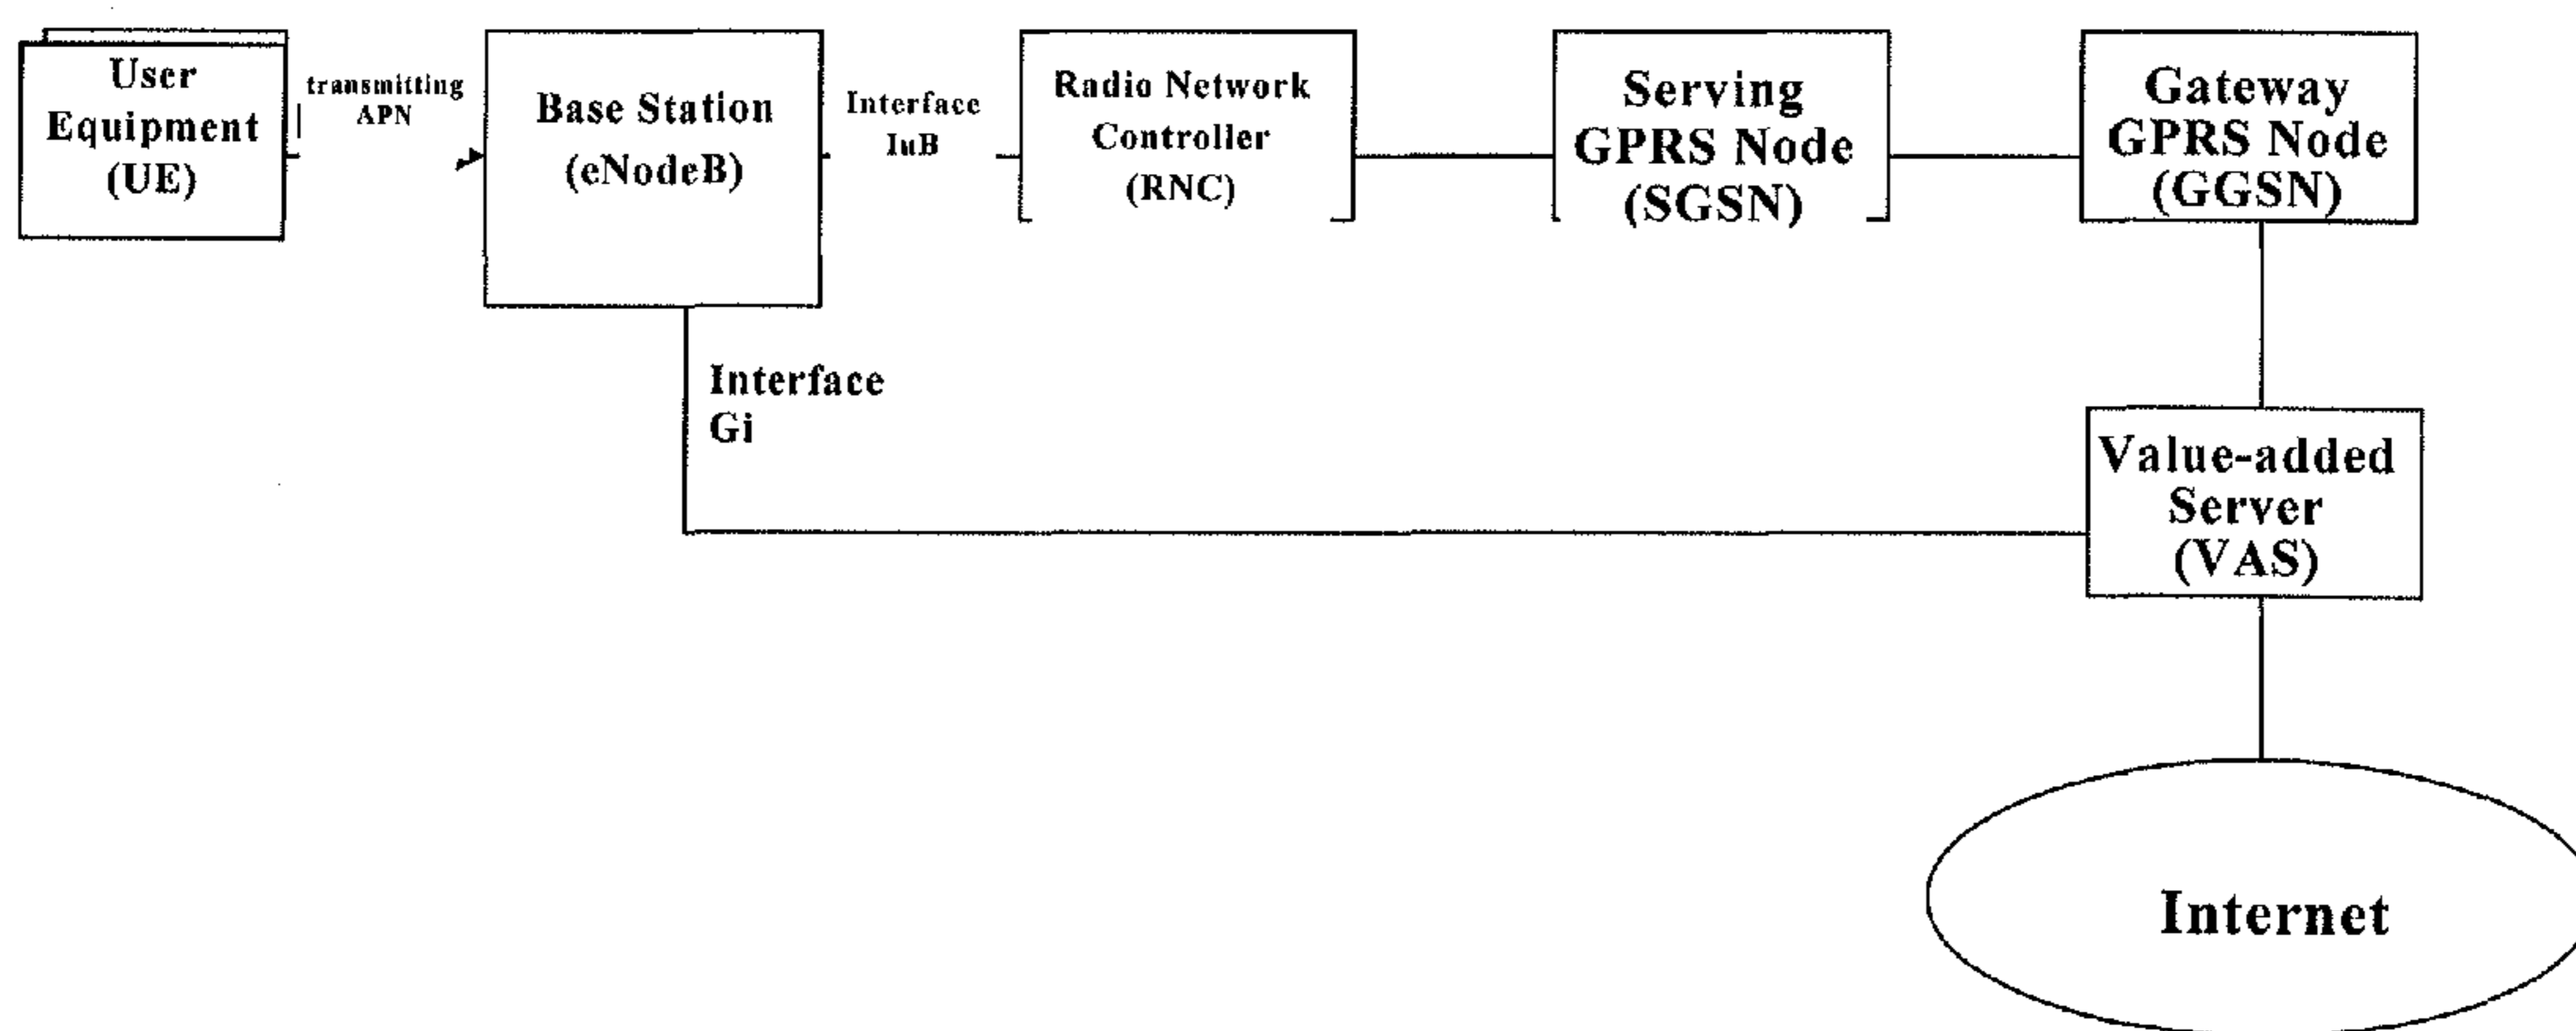 User
Equipment
(UE)
transmitting
APN
Base Station
(eNodeB)
Interface
IuB
Radio Network
Controller
(RNC)
Serving
GPRS Node
(SGSN)
Gateway
GPRS Node
(GGSN)
Interface
Gi
Value-added
Server
(VAS)
Internet